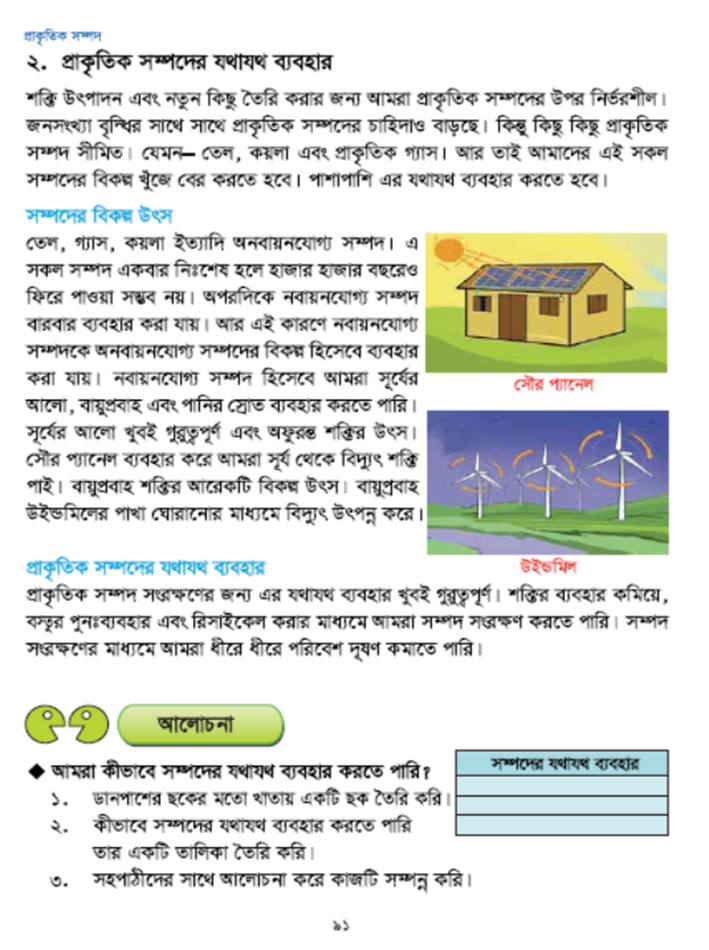 প্রাকৃতিক সম্পদ
২. প্রাকৃতিক সম্পদের যথাযথ ব্যবহার
শক্তি উৎপাদন এবং নতুন কিছু তৈরি করার জন্য আমরা প্রাকৃতিক সম্পদের উপর নির্ভরশীল।
জনসংখ্যা বৃদ্ধির সাথে সাথে প্রাকৃতিক সম্পদের চাহিদাও বাড়ছে। কিন্তু কিছু কিছু প্রাকৃতিক
সম্পদ সীমিত। যেমন– তেল, কয়লা এবং প্রাকৃতিক গ্যাস। আর তাই আমাদের এই সকল
সম্পদের বিকল্প খুঁজে বের করতে হবে। পাশাপাশি এর যথাযথ ব্যবহার করতে হবে।
সম্পদের বিকল্প উৎস
তেল, গ্যাস, কয়লা ইত্যাদি অনবায়নযোগ্য সম্পদ। এ
সকল সম্পদ একবার নিঃশেষ হলে হাজার হাজার বছরেও
ফিরে পাওয়া সম্ভব নয়। অপরদিকে নবায়নযোগ্য সম্পদ
বারবার ব্যবহার করা যায়। আর এই কারণে নবায়নযোগ্য
সম্পদকে অনবায়নযোগ্য সম্পদের বিকল্প হিসেবে ব্যবহার
করা যায়। নবায়নযোগ্য সম্পদ হিসেবে আমরা সূর্যের
আলো, বায়ুপ্রবাহ এবং পানির স্রোত ব্যবহার করতে পারি।
সূর্যের আলো খুবই গুরুত্বপূর্ণ এবং অফুরন্ত শক্তির উৎস।
সৌর প্যানেল ব্যবহার করে আমরা সূর্য থেকে বিদ্যুৎ শক্তি
পাই। বায়ুপ্রবাহ শক্তির আরেকটি বিকল্প উৎস। বায়ুপ্রবাহ
উইন্ডমিলের পাখা ঘোরানোর মাধ্যমে বিদ্যুৎ উৎপন্ন করে।
সৌর প্যানেল
উইন্ডমিল
প্রাকৃতিক সম্পদের যথাযথ ব্যবহার
প্রাকৃতিক সম্পদ সংরক্ষণের জন্য এর যথাযথ ব্যবহার খুবই গুরুত্বপূর্ণ। শক্তির ব্যবহার কমিয়ে,
বস্তুর পুনঃব্যবহার এবং রিসাইকেল করার মাধ্যমে আমরা সম্পদ সংরক্ষণ করতে পারি। সম্পদ
সংরক্ষণের মাধ্যমে আমরা ধীরে ধীরে পরিবেশ দূষণ কমাতে পারি।
আলোচনা
◆ আমরা কীভাবে সম্পদের যথাযথ ব্যবহার করতে পারি?
১. ডানপাশের ছকের মতো খাতায় একটি ছক তৈরি করি।
২. কীভাবে সম্পদের যথাযথ ব্যবহার করতে পারি
তার একটি তালিকা তৈরি করি।
৩. সহপাঠীদের সাথে আলোচনা করে কাজটি সম্পন্ন করি।
সম্পদের যথাযথ ব্যবহার
৯১